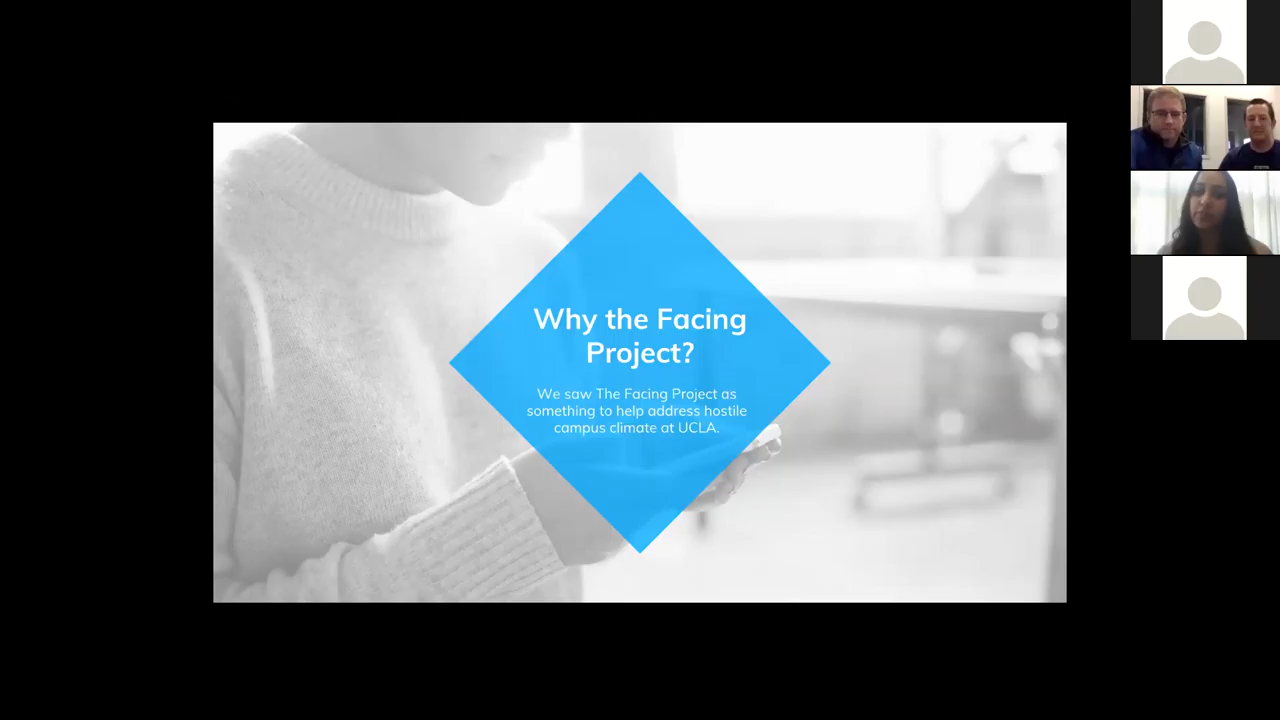 Why the Facing
Project?
We saw The Facing Project as
something to help address hostile
campus climate at UCLA.